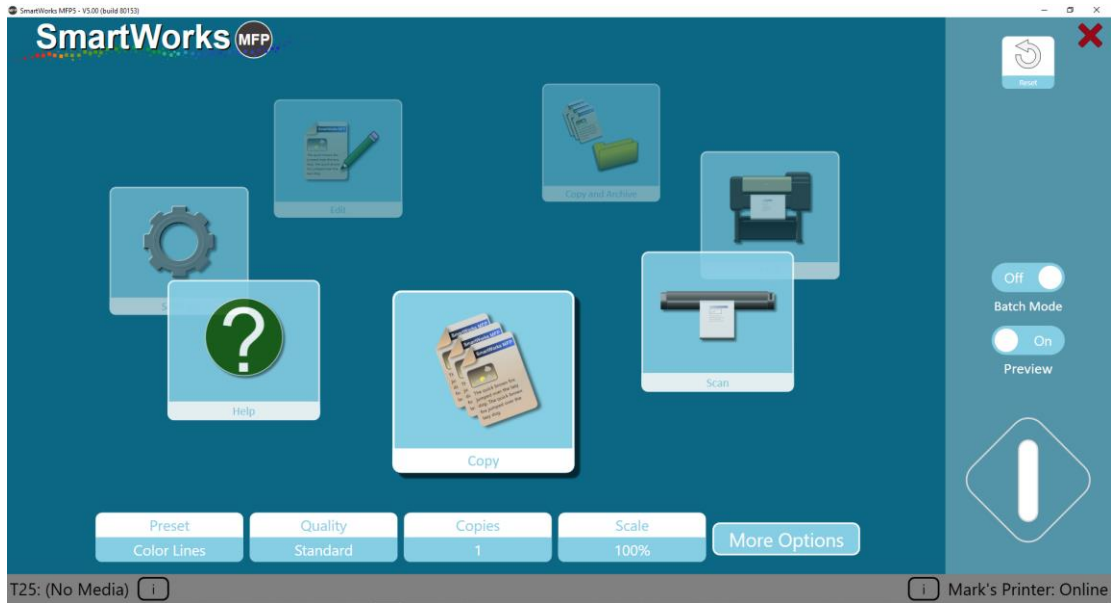 SmartWorks MFP5 - V5.00 (build 80153)
SmartWorks MFP
Reset
Edit
Copy and Archive
Help
Scan
Copy
Off
Batch Mode
On
Preview
Preset
Color Lines
Quality
Standard
Copies
1
Scale
100%
More Options
T25: (No Media) i
i Mark's Printer: Online